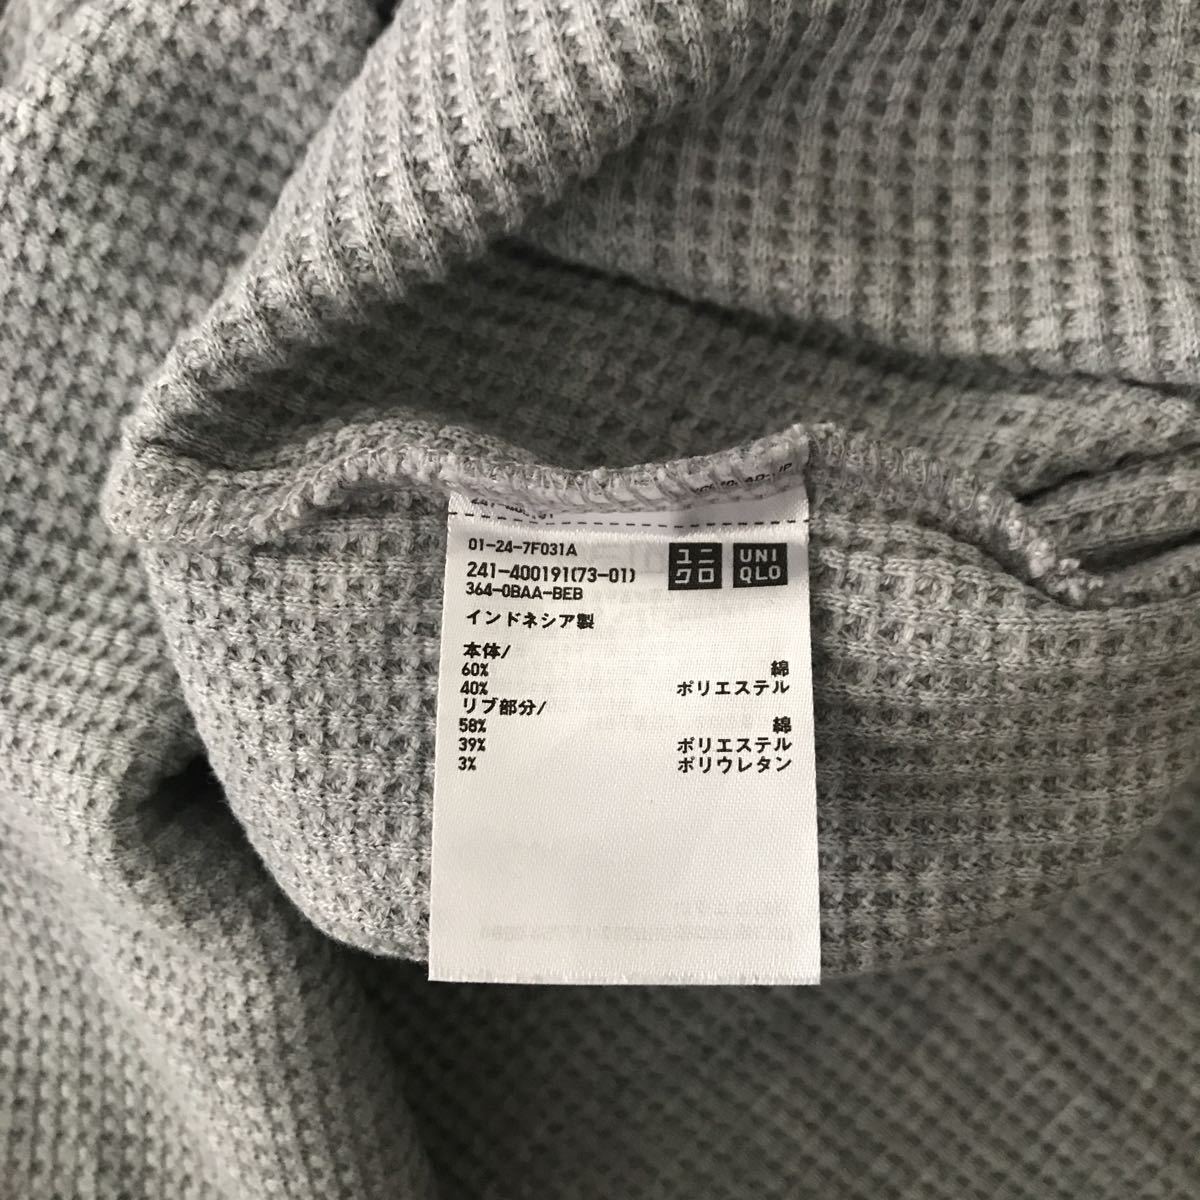 01-24-7F031A
241-400191(73-01)
364-0BAA-BEB
ユニ
クロ
UNI
QLO
インドネシア製
本体/
60% 綿
40% ポリエステル
リブ部分/
58% 綿
39% ポリエステル
3% ポリウレタン